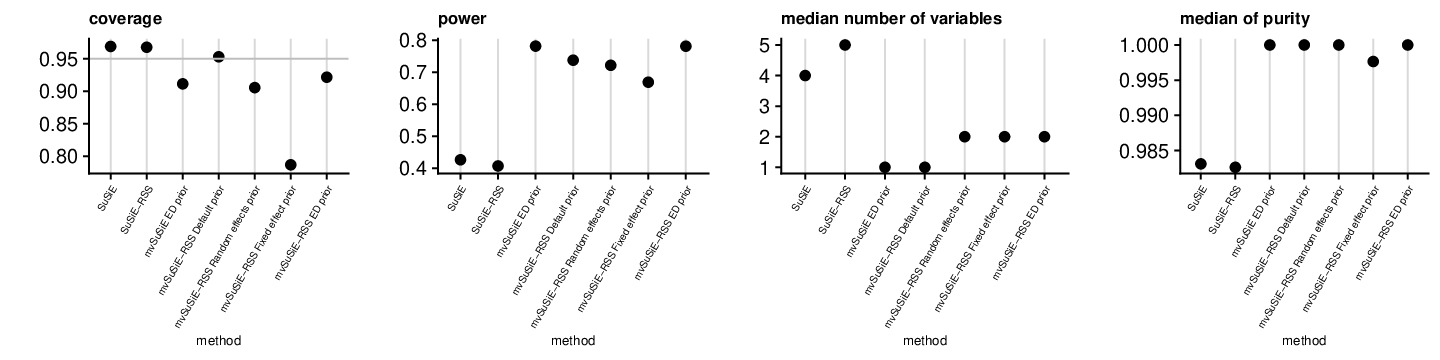 coverage
0.95
0.90
0.85
0.80
SuSiE
SuSiE−RSS
mvSuSiE ED prior
mvSuSiE−RSS Default prior
mvSuSiE−RSS Random effects prior
mvSuSiE−RSS Fixed effect prior
mvSuSiE−RSS ED prior
method
power
0.8
0.7
0.6
0.5
0.4
SuSiE
SuSiE−RSS
mvSuSiE ED prior
mvSuSiE−RSS Default prior
mvSuSiE−RSS Random effects prior
mvSuSiE−RSS Fixed effect prior
mvSuSiE−RSS ED prior
method
median number of variables
5
4
3
2
1
SuSiE
SuSiE−RSS
mvSuSiE ED prior
mvSuSiE−RSS Default prior
mvSuSiE−RSS Random effects prior
mvSuSiE−RSS Fixed effect prior
mvSuSiE−RSS ED prior
method
median of purity
1.000
0.995
0.990
0.985
SuSiE
SuSiE−RSS
mvSuSiE ED prior
mvSuSiE−RSS Default prior
mvSuSiE−RSS Random effects prior
mvSuSiE−RSS Fixed effect prior
mvSuSiE−RSS ED prior
method